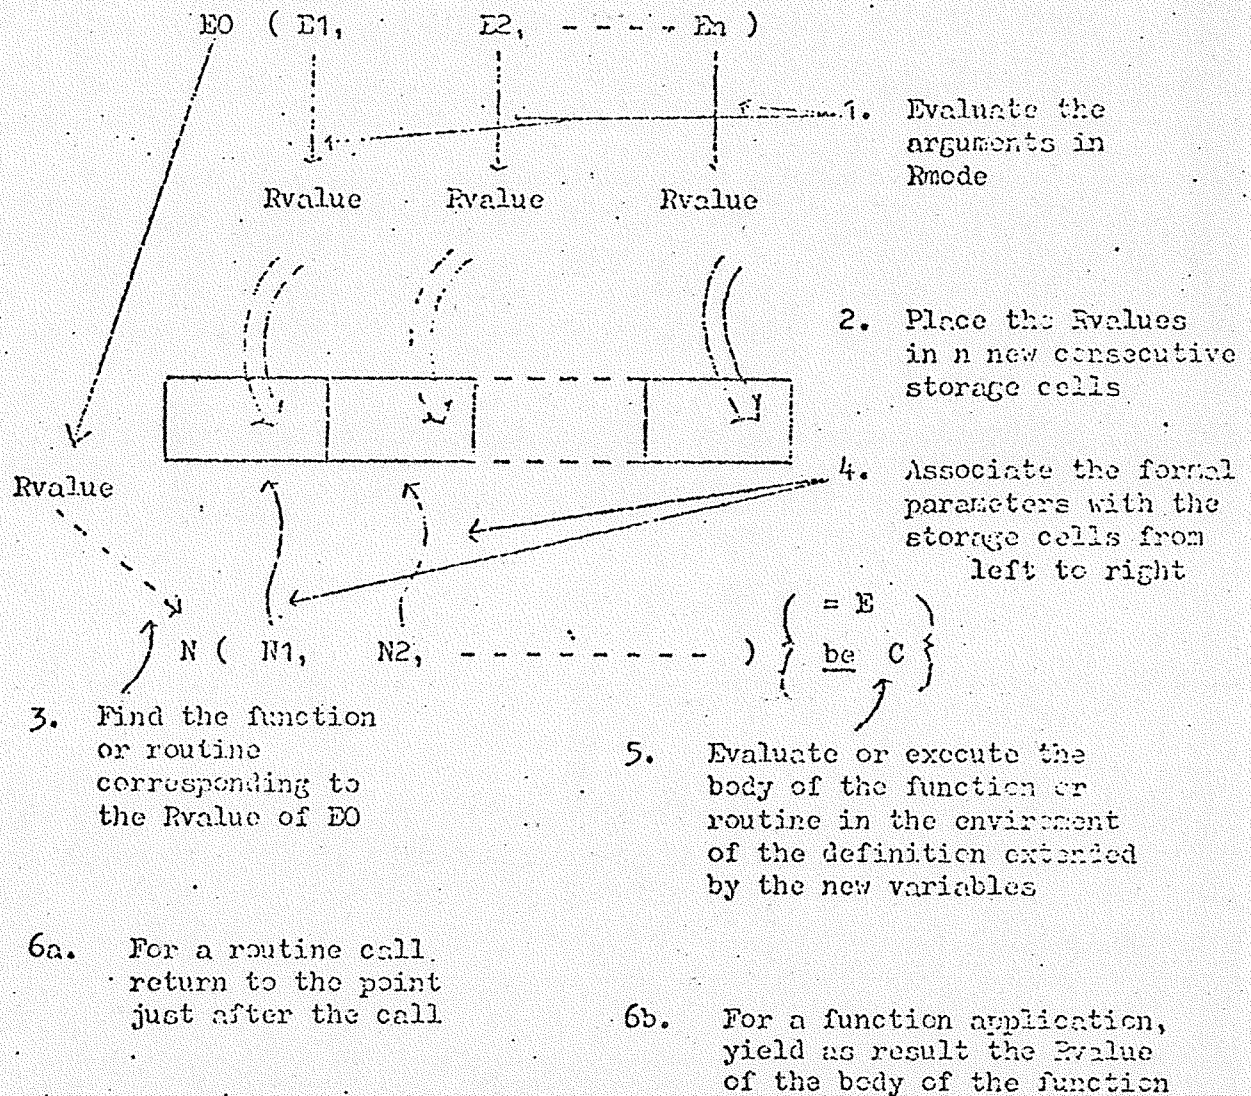 E0 ( E1, E2, - - - - En )
1. Evaluate the
arguments in
Rmode
Rvalue Rvalue Rvalue
2. Place the Rvalues
in n new consecutive
storage cells
Rvalue
4. Associate the formal
parameters with the
storage cells from
left to right
N ( N1, N2, - - - - - - - - - ) { = E
be C }
3. Find the function
or routine
corresponding to
the Rvalue of E0
5. Evaluate or execute the
body of the function or
routine in the enviroment
of the definition extended
by the new variables
6a. For a routine call
return to the point
just after the call
6b. For a function application,
yield as result the Rvalue
of the body of the function